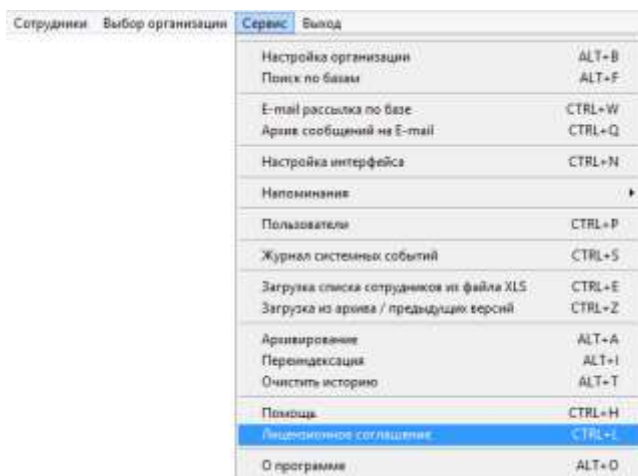 Сотрудники Выбор организации Сервис Выход
Настройка организации ALT+B
Поиск по базам ALT+F
E-mail рассылка по базе CTRL+W
Архив сообщений на E-mail CTRL+Q
Настройка интерфейса CTRL+N
Напоминания
Пользователи CTRL+P
Журнал системных событий CTRL+S
Загрузка списка сотрудников из файла XLS CTRL+E
Загрузка из архива / предыдущих версий CTRL+Z
Архивирование ALT+A
Переиндексация ALT+I
Очистить историю ALT+T
Помощь CTRL+H
Лицензионное соглашение CTRL+L
О программе ALT+O